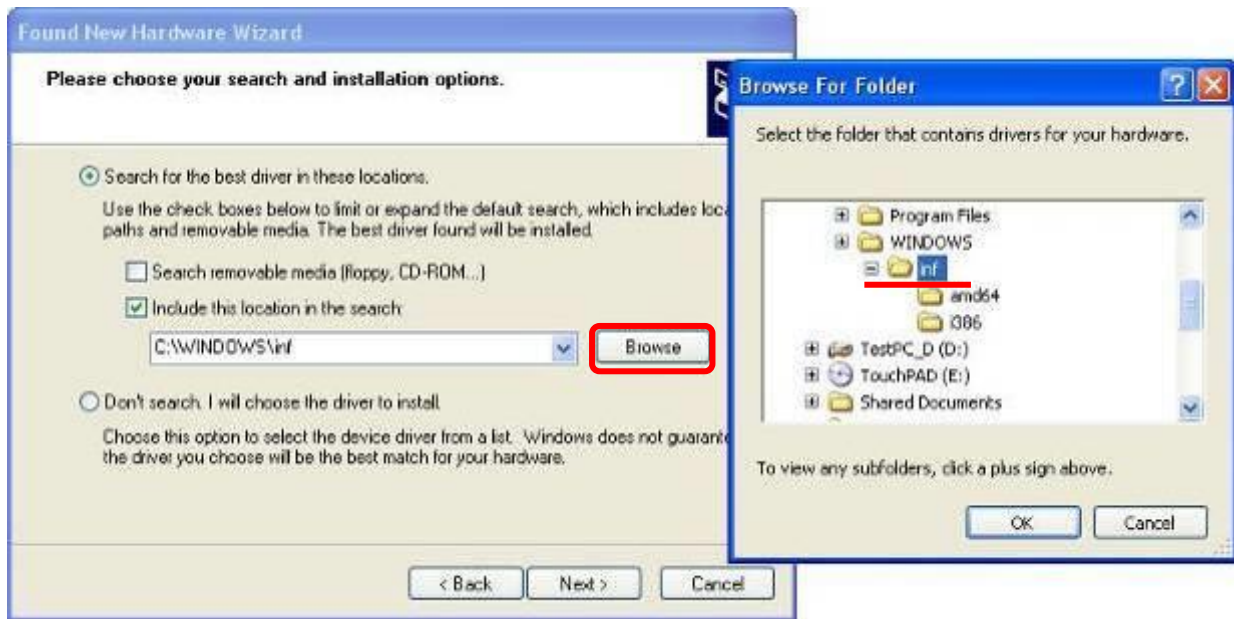 Found New Hardware Wizard
Please choose your search and installation options.
Search for the best driver in these locations.
Use the check boxes below to limit or expand the default search, which includes loca
paths and removable media. The best driver found will be installed.
Search removable media (floppy, CD-ROM...)
Include this location in the search:
C:\WINDOWS\inf
Browse
Don't search. I will choose the driver to install.
Choose this option to select the device driver from a list. Windows does not guarante
the driver you choose will be the best match for your hardware.
< Back
Next >
Cancel
Browse For Folder
Select the folder that contains drivers for your hardware.
Program Files
WINDOWS
inf
amd64
i386
TestPC_D (D:)
TouchPAD (E:)
Shared Documents
To view any subfolders, click a plus sign above.
OK
Cancel